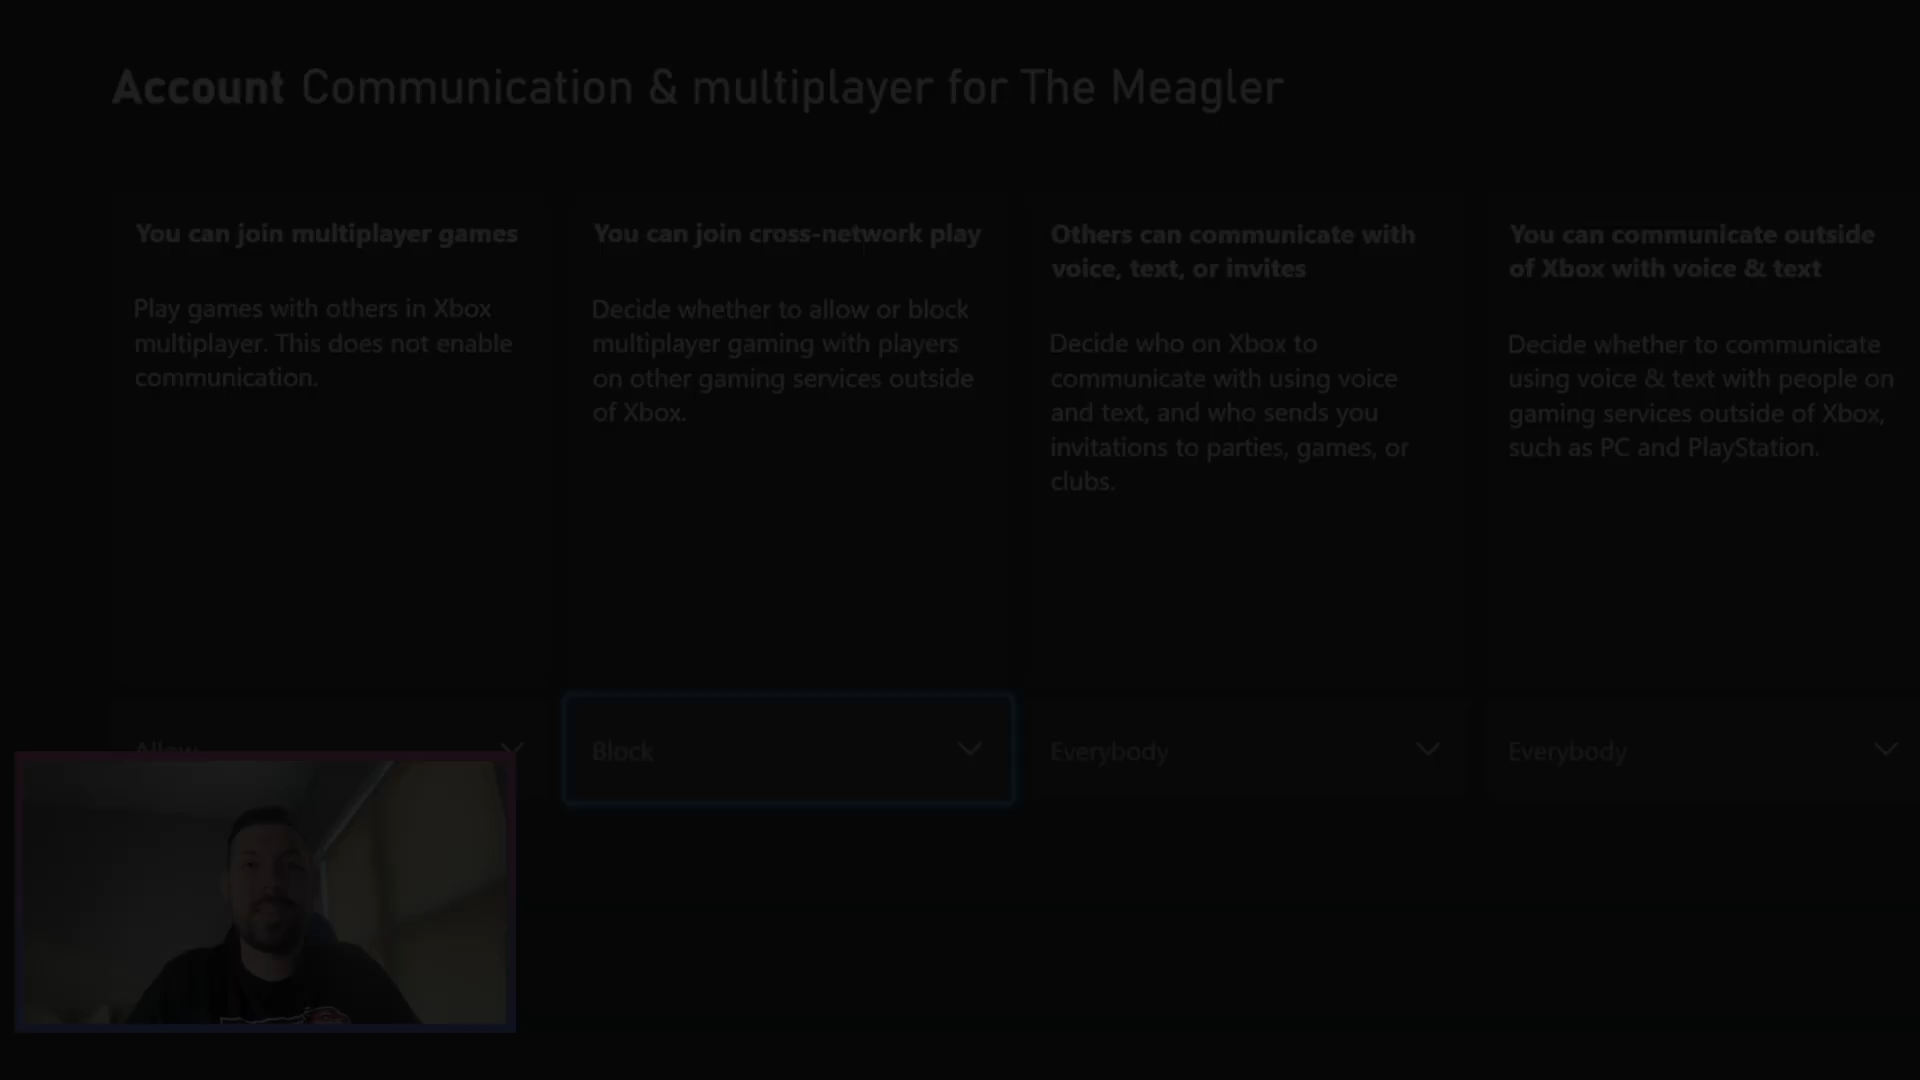 Account Communication & multiplayer for The Meagler
You can join multiplayer games
Play games with others in Xbox
multiplayer. This does not enable
communication.
Allow
You can join cross-network play
Decide whether to allow or block
multiplayer gaming with players
on other gaming services outside
of Xbox.
Block
Others can communicate with
voice, text, or invites
Decide who on Xbox to
communicate with using voice
and text, and who sends you
invitations to parties, games, or
clubs.
Everybody
You can communicate outside
of Xbox with voice & text
Decide whether to communicate
using voice & text with people on
gaming services outside of Xbox,
such as PC and PlayStation.
Everybody